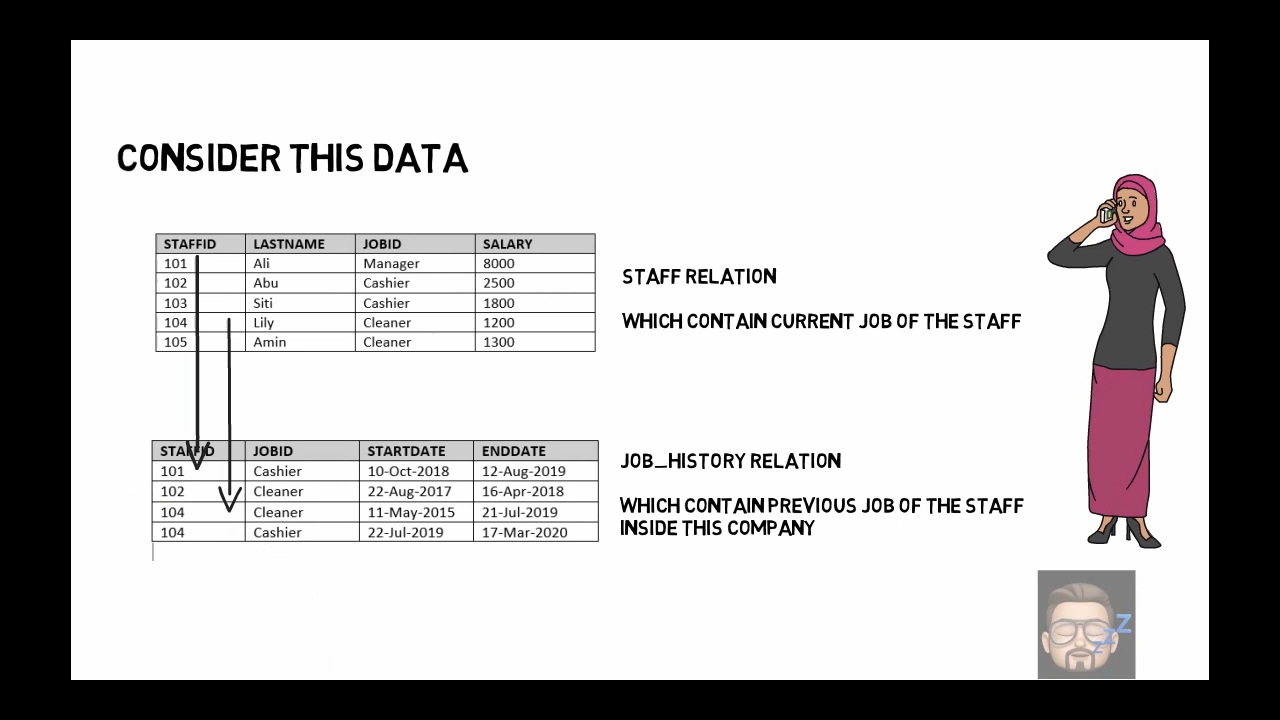 CONSIDER THIS DATA
STAFFID LASTNAME JOBID SALARY
101 Ali Manager 8000
102 Abu Cashier 2500
103 Siti Cashier 1800
104 Lily Cleaner 1200
105 Amin Cleaner 1300
STAFF RELATION
WHICH CONTAIN CURRENT JOB OF THE STAFF
STAFFID JOBID STARTDATE ENDDATE
101 Cashier 10-Oct-2018 12-Aug-2019
102 Cleaner 22-Aug-2017 16-Apr-2018
104 Cleaner 11-May-2015 21-Jul-2019
104 Cashier 22-Jul-2019 17-Mar-2020
JOB_HISTORY RELATION
WHICH CONTAIN PREVIOUS JOB OF THE STAFF
INSIDE THIS COMPANY
z z Z